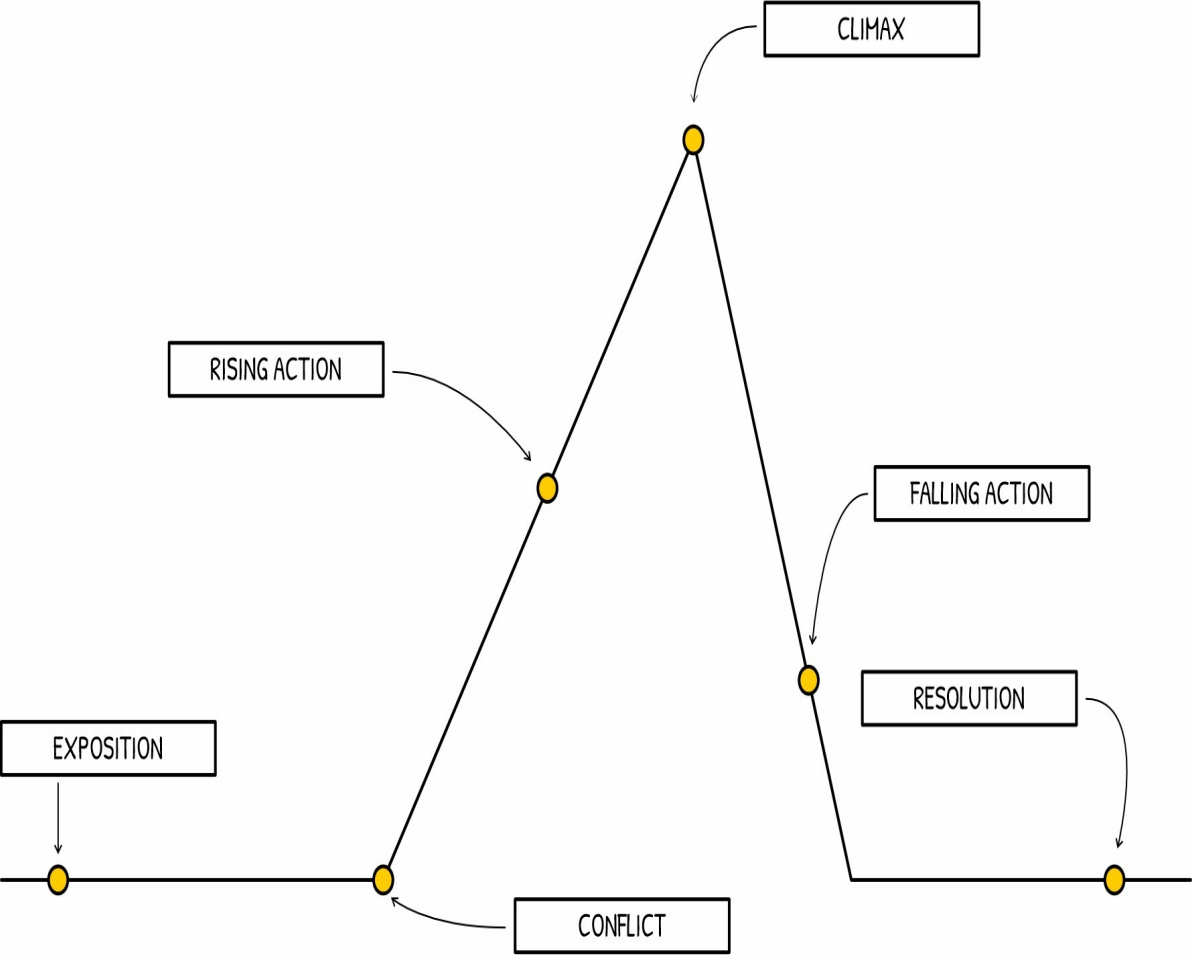 CLIMAX
RISING ACTION
FALLING ACTION
RESOLUTION
EXPOSITION
CONFLICT